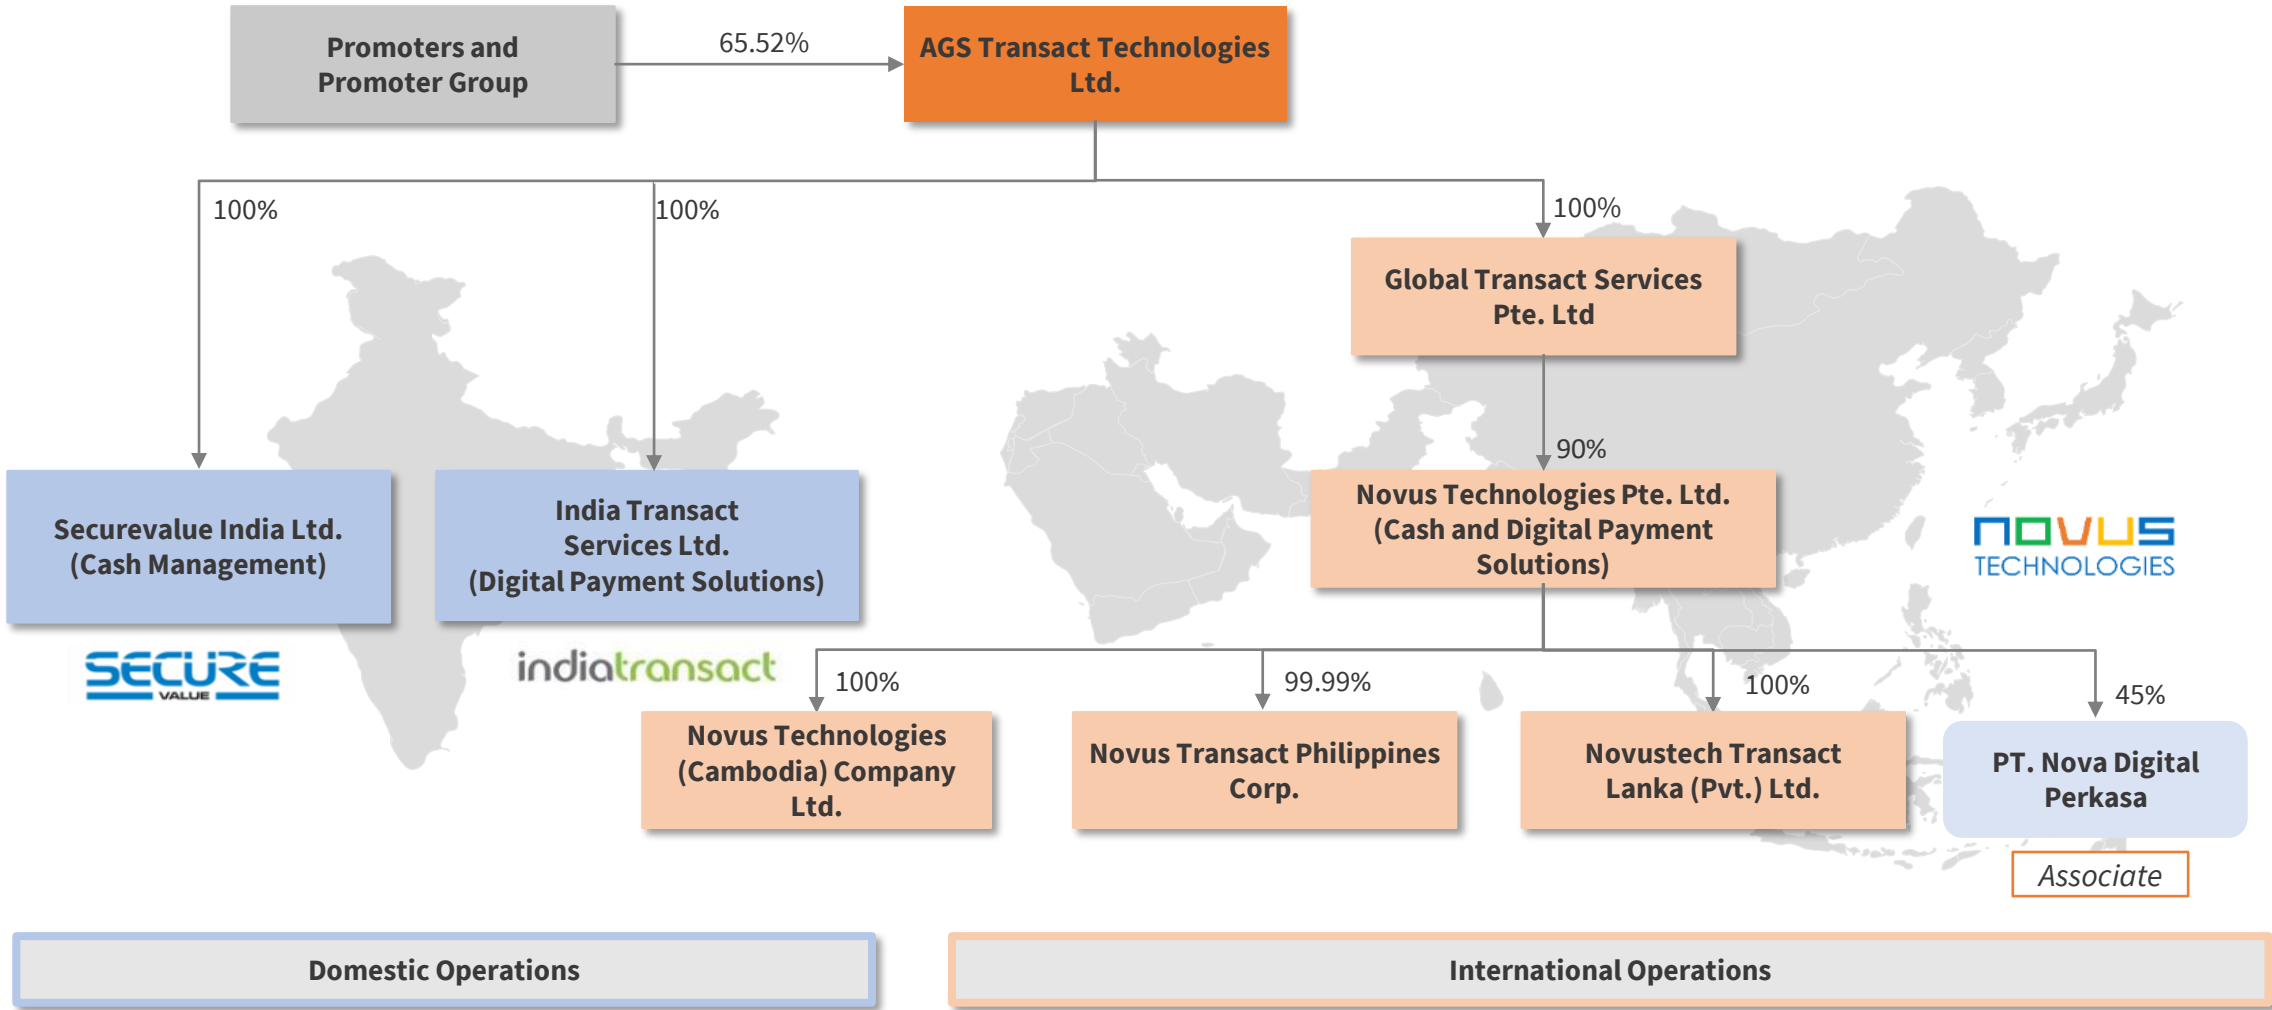 Promoters and
Promoter Group
65.52%
AGS Transact Technologies
Ltd.
100%
100%
100%
Global Transact Services
Pte. Ltd
90%
Securevalue India Ltd.
(Cash Management)
India Transact
Services Ltd.
(Digital Payment Solutions)
Novus Technologies Pte. Ltd.
(Cash and Digital Payment
Solutions)
NOVUS
TECHNOLOGIES
SECURE
VALUE
indiatransact
100%
99.99%
100%
45%
Novus Technologies
(Cambodia) Company
Ltd.
Novus Transact Philippines
Corp.
Novustech Transact
Lanka (Pvt.) Ltd.
PT. Nova Digital
Perkasa
Associate
Domestic Operations
International Operations